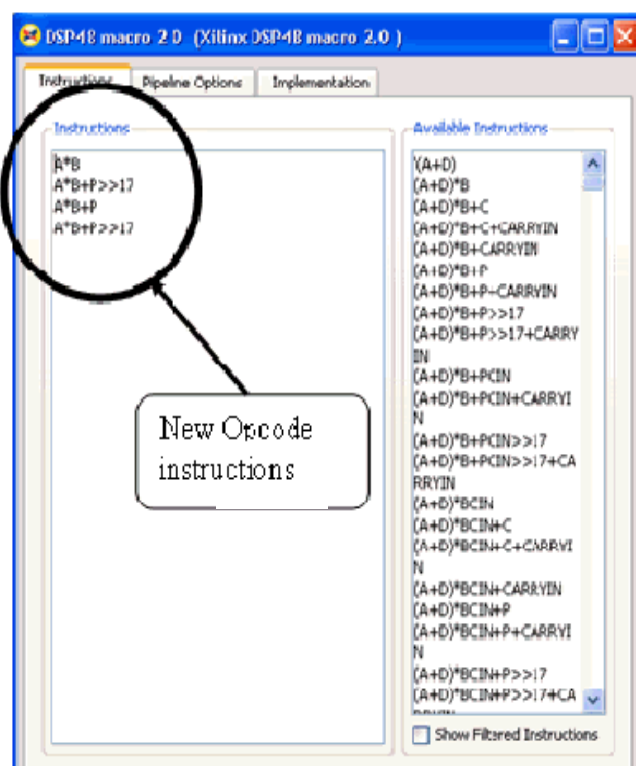 DSP48 macro 2.0 (Xilinx DSP48 macro 2.0 )
Instructions
Pipeline Options
Implementation
Instructions
A*B
A*B+P>>17
A*B+P
A*B+P>>17
New Opcode
instructions
Available Instructions
(A+D)
(A+D)*B
(A+D)*B+C
(A+D)*B+C+CARRYIN
(A+D)*B+CARRYIN
(A+D)*B+P
(A+D)*B+P+CARRYIN
(A+D)*B+P>>17
(A+D)*B+P>>17+CARRY
IN
(A+D)*B+PCIN
(A+D)*B+PCIN+CARRYI
N
(A+D)*B+PCIN>>17
(A+D)*B+PCIN>>17+CA
RRYIN
(A+D)*BCIN
(A+D)*BCIN+C
(A+D)*BCIN+C+CARRYI
N
(A+D)*BCIN+CARRYIN
(A+D)*BCIN+P
(A+D)*BCIN+P+CARRYI
N
(A+D)*BCIN+P>>17
(A+D)*BCIN+P>>17+CA
Show Filtered Instructions